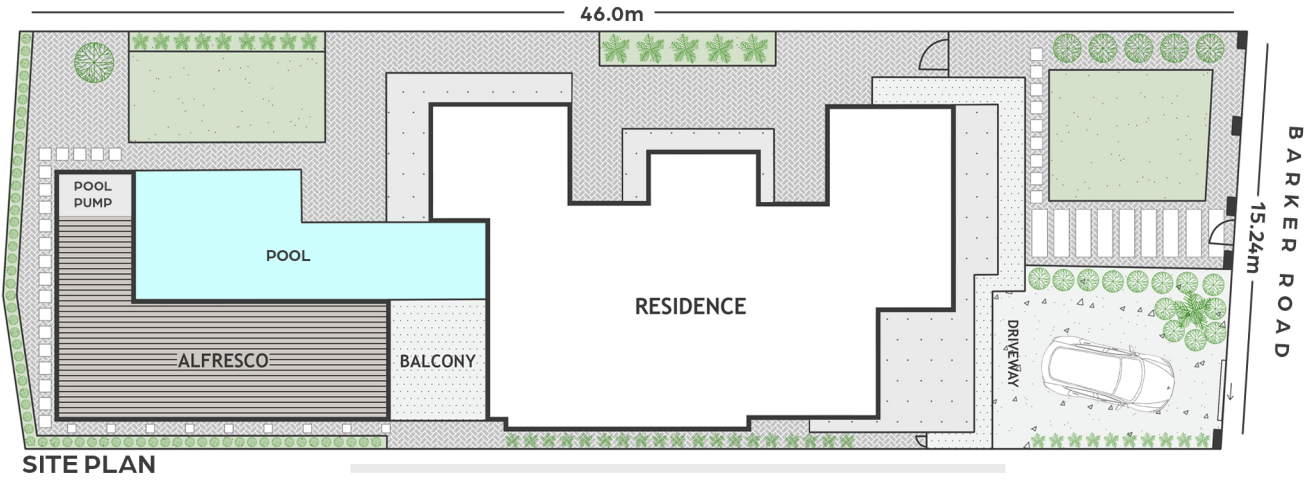 46.0m
POOL
PUMP
POOL
ALFRESCO
BALCONY
RESIDENCE
DRIVEWAY
15.24m
BARKER ROAD
SITE PLAN